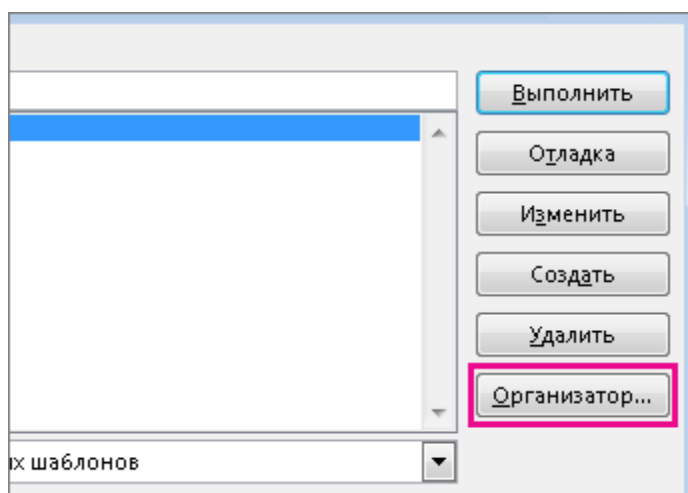 Выполнить
Отладка
Изменить
Создать
Удалить
Организатор...
шаблонов